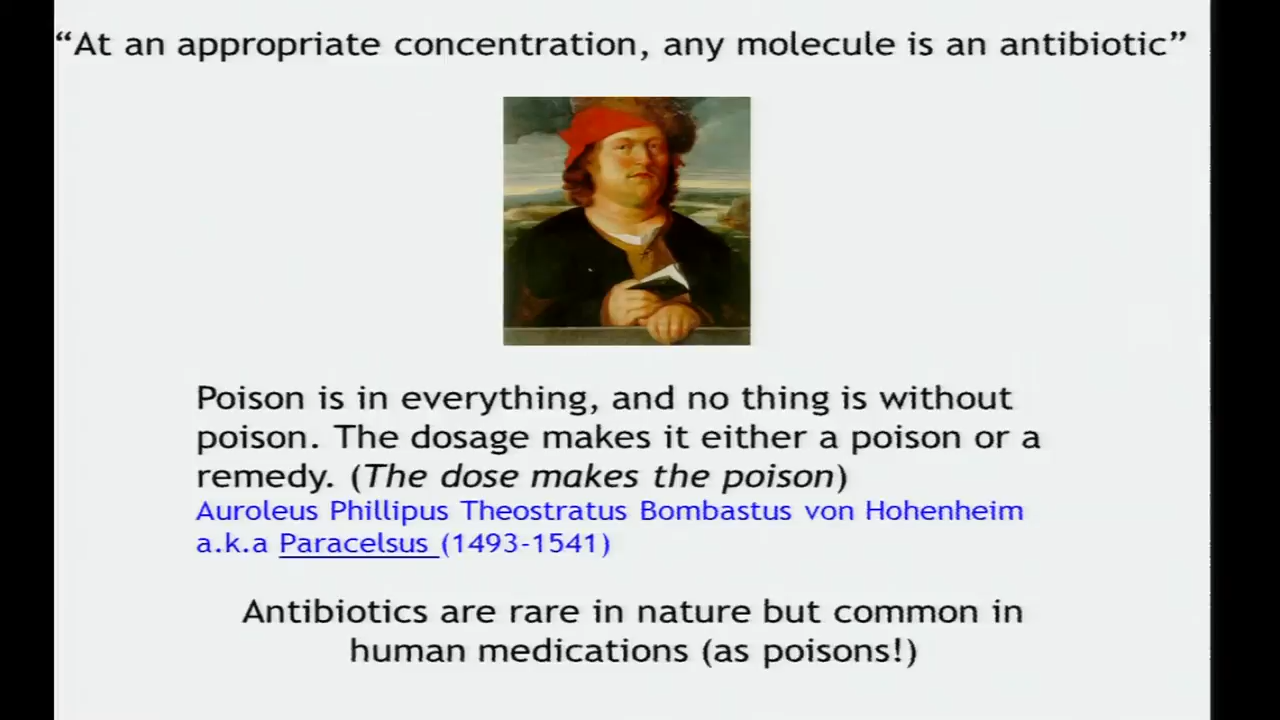 “At an appropriate concentration, any molecule is an antibiotic”
Poison is in everything, and no thing is without
poison. The dosage makes it either a poison or a
remedy. (The dose makes the poison)
Auroleus Phillipus Theostratus Bombastus von Hohenheim
a.k.a Paracelsus (1493-1541)
Antibiotics are rare in nature but common in
human medications (as poisons!)